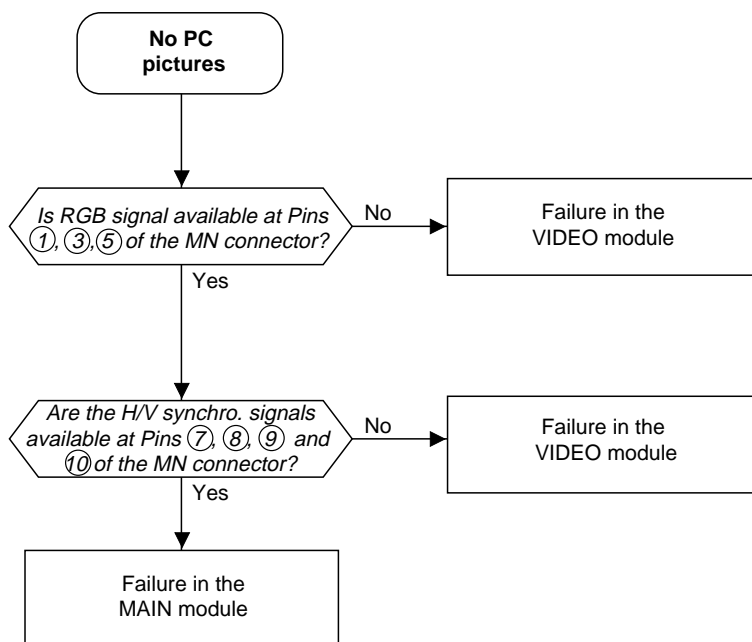 No PC
pictures
Is RGB signal available at Pins
①, ③,⑤ of the MN connector?
No
Failure in the
VIDEO module
Yes
Are the H/V synchro. signals
available at Pins ⑦, ⑧, ⑨ and
⑩ of the MN connector?
No
Failure in the
VIDEO module
Yes
Failure in the
MAIN module